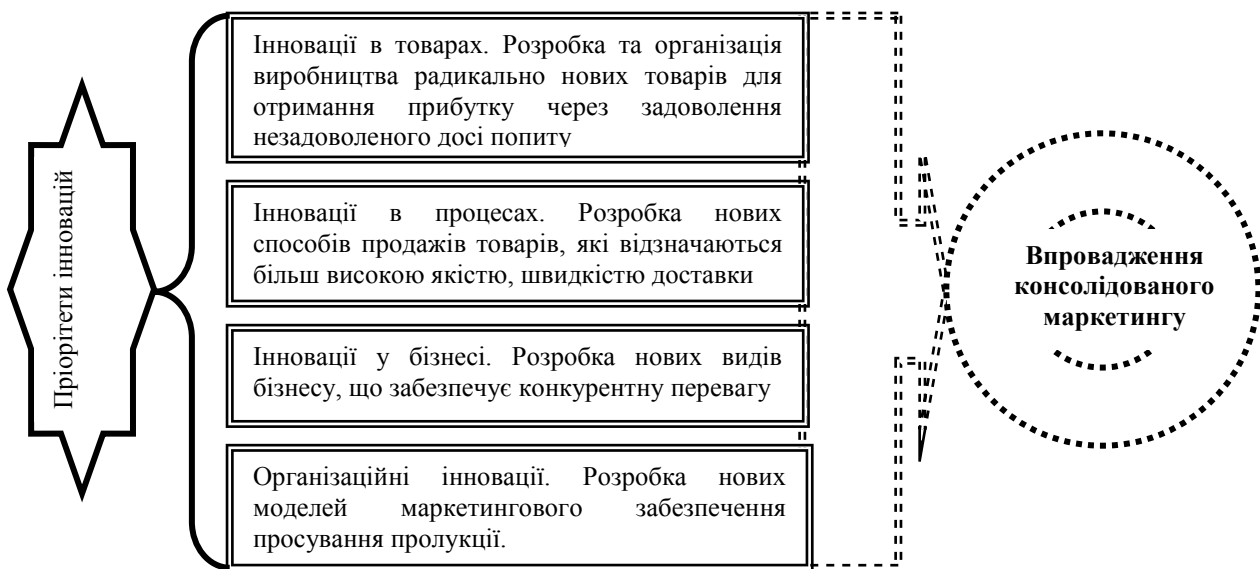 Пріорітети інновацій
Інновації в товарах. Розробка та організація
виробництва радикально нових товарів для
отримання прибутку через задоволення
незадоволеного досі попиту
Інновації в процесах. Розробка нових
способів продажів товарів, які відзначаються
більш високою якістю, швидкістю доставки
Інновації у бізнесі. Розробка нових видів
бізнесу, що забезпечує конкурентну перевагу
Організаційні інновації. Розробка нових
моделей маркетингового забезпечення
просування пролукції.
Впровадження
консолідованого
маркетингу